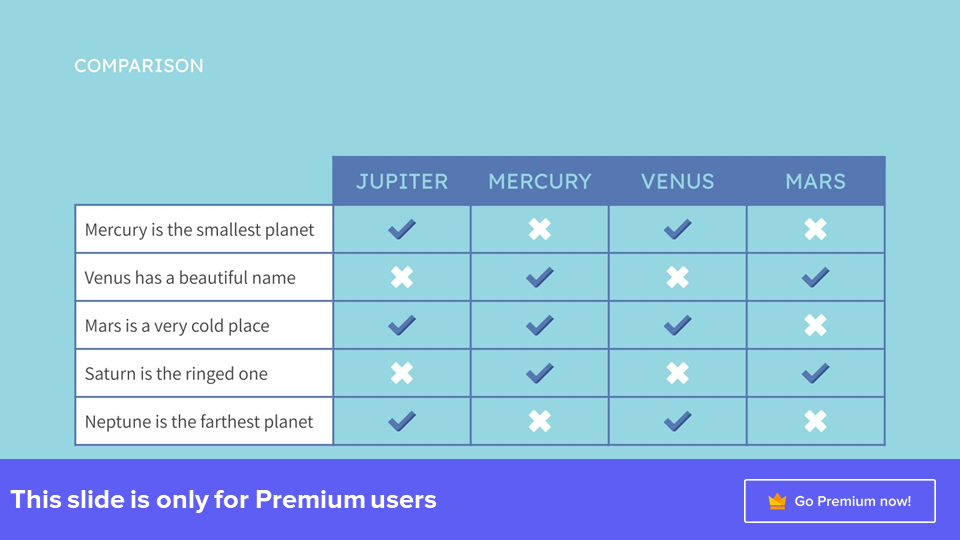 COMPARISON
JUPITER MERCURY VENUS MARS
Mercury is the smallest planet
Venus has a beautiful name
Mars is a very cold place
Saturn is the ringed one
Neptune is the farthest planet
This slide is only for Premium users
Go Premium now!